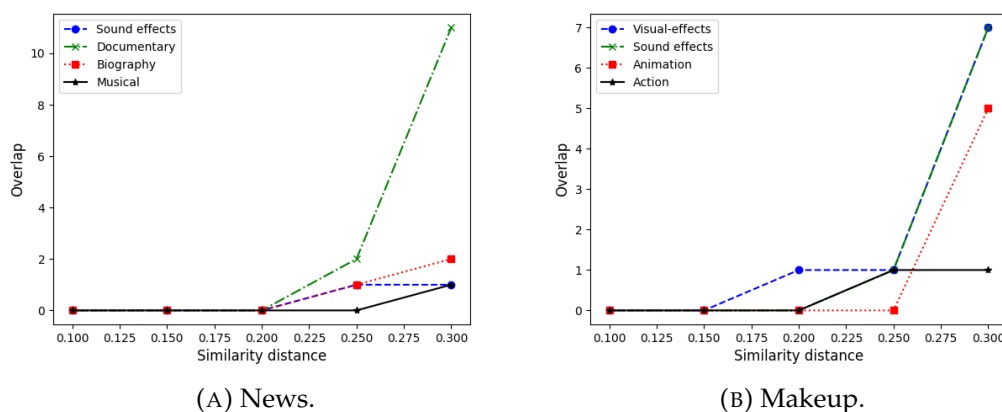 Sound effects
Documentary
Biography
Musical
10
8
6
4
2
0
Overlap
0.100 0.125 0.150 0.175 0.200 0.225 0.250 0.275 0.300
Similarity distance
(A) News.
Visual-effects
Sound effects
Animation
Action
7
6
5
4
3
2
1
0
Overlap
0.100 0.125 0.150 0.175 0.200 0.225 0.250 0.275 0.300
Similarity distance
(B) Makeup.